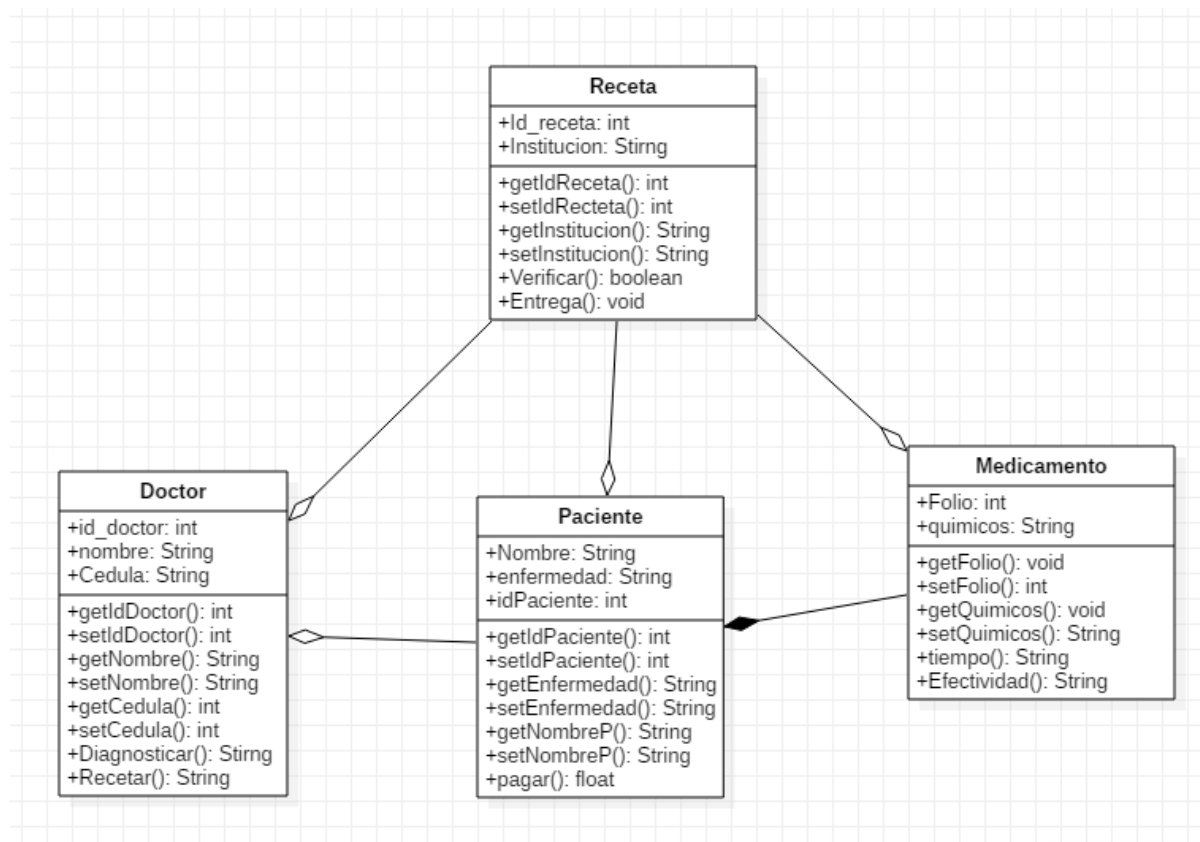 Receta
+Id_receta: int
+Institucion: Stirng
+getIdReceta(): int
+setIdRecteta(): int
+getInstitucion(): String
+setInstitucion(): String
+Verificar(): boolean
+Entrega(): void
Doctor
+id_doctor: int
+nombre: String
+Cedula: String
+getIdDoctor(): int
+setIdDoctor(): int
+getNombre(): String
+setNombre(): String
+getCedula(): int
+setCedula(): int
+Diagnosticar(): Stirng
+Recetar(): String
Paciente
+Nombre: String
+enfermedad: String
+idPaciente: int
+getIdPaciente(): int
+setIdPaciente(): int
+getEnfermedad(): String
+setEnfermedad(): String
+getNombreP(): String
+setNombreP(): String
+pagar(): float
Medicamento
+Folio: int
+quimicos: String
+getFolio(): void
+setFolio(): int
+getQuimicos(): void
+setQuimicos(): String
+tiempo(): String
+Efectividad(): String